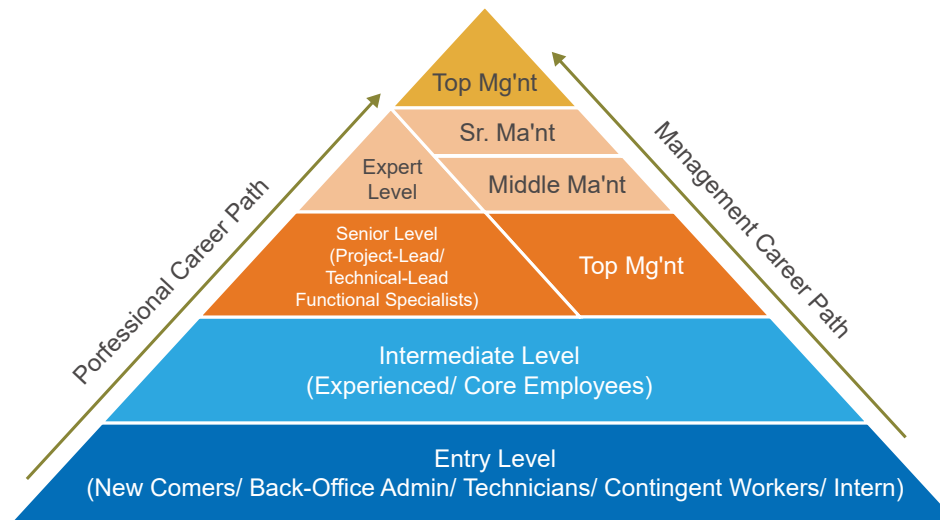 Top Mg'nt
Sr. Ma'nt
Expert
Level
Middle Ma'nt
Senior Level
(Project-Lead/
Technical-Lead
Functional Specialists)
Top Mg'nt
Intermediate Level
(Experienced/ Core Employees)
Entry Level
(New Comers/ Back-Office Admin/ Technicians/ Contingent Workers/ Intern)
Porfessional Career Path
Management Career Path